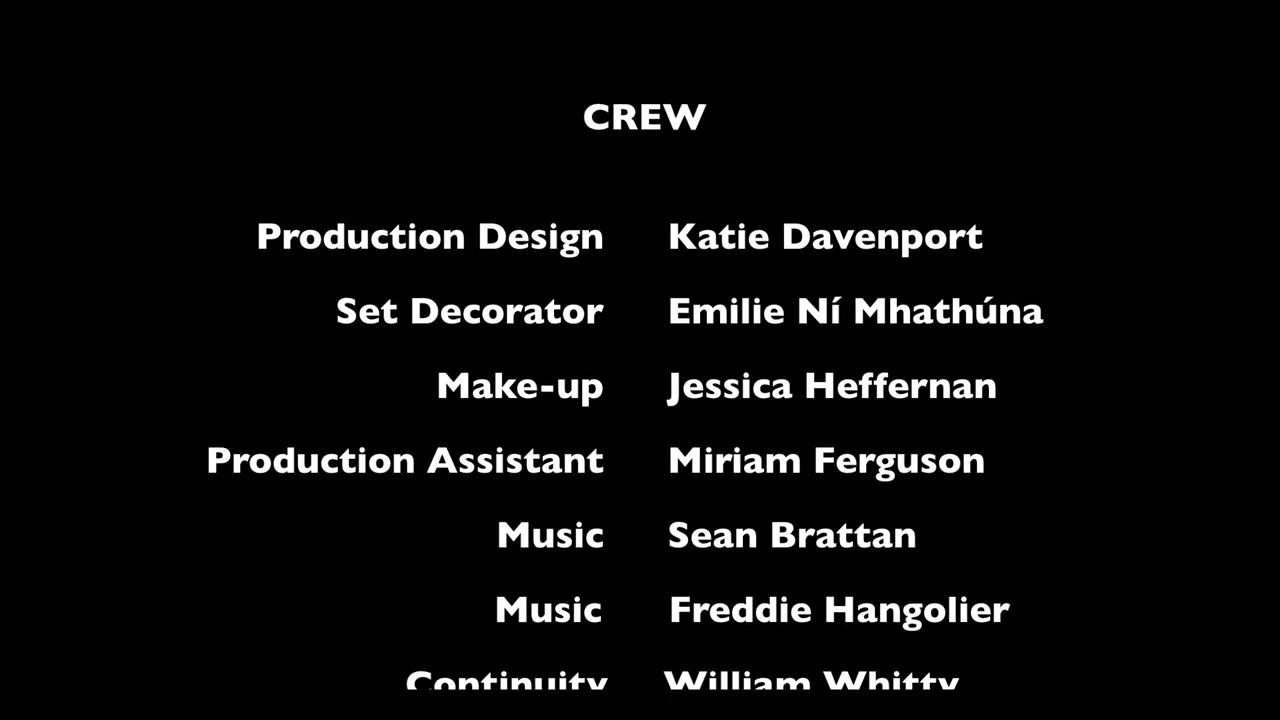 CREW
Production Design Katie Davenport
Set Decorator Emilie Ní Mhathúna
Make-up Jessica Heffernan
Production Assistant Miriam Ferguson
Music Sean Brattan
Music Freddie Hangolier
Continuity William Whitty